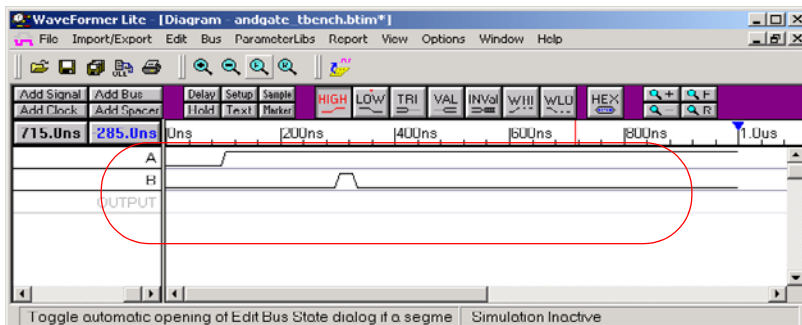 WaveFormer Lite - [Diagram - andgate_tbench.btim*]
File Import/Export Edit Bus ParameterLibs Report View Options Window Help
Add Signal Add Bus Delay Setup Sample HIGH LOW TRI VAL INVal WHI WLO HEX + F
Add Clock Add Spacer Hold Text Marker - R
715.0ns 285.0ns 0ns 200ns 400ns 600ns 800ns 1.0us
A
B
OUTPUT
Toggle automatic opening of Edit Bus State dialog if a segme Simulation Inactive